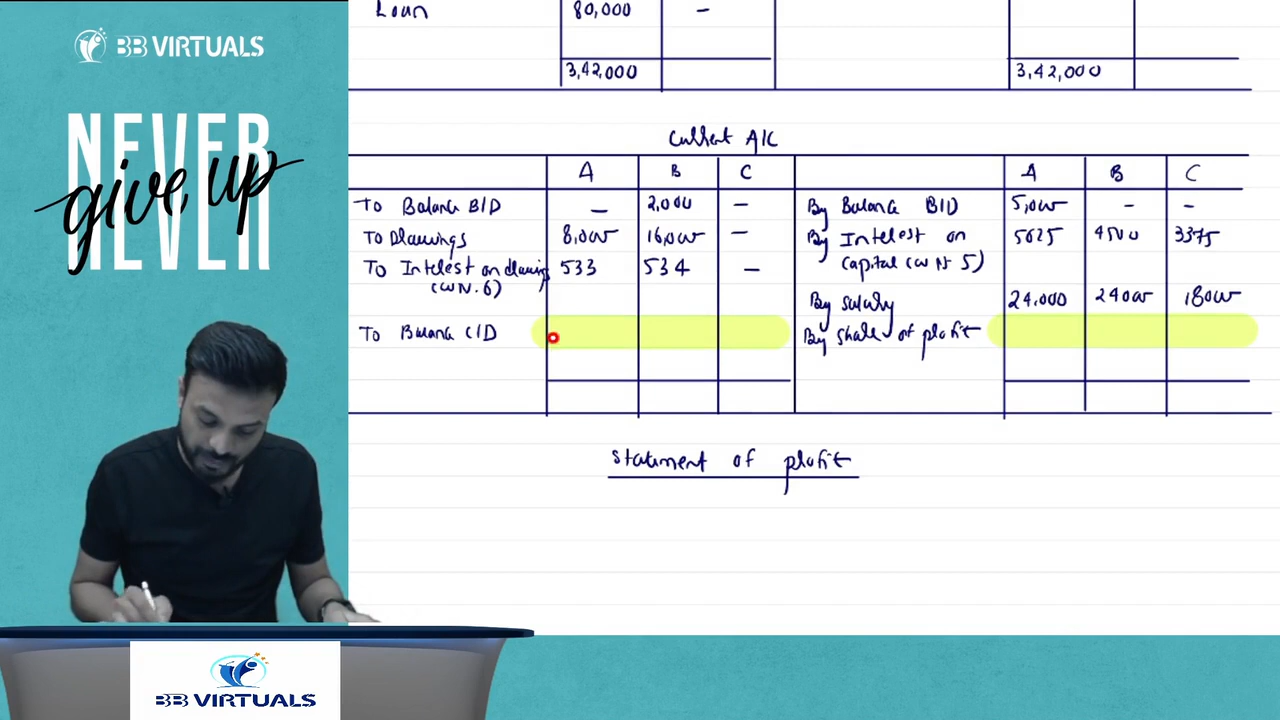 BB VIRTUALS
NEVER
give up
NEVER
Loan 80,000 –
3,42,000 3,42,000
Current A/C
A B C A B C
To Balance B/D – 2,000 – By Balance B/D 5,000 – –
To Drawings 8,000 16,000 – By Interest on 5625 4500 3375
To Interest on drawings 533 534 – Capital (WN 5)
(WN.6)
By Salary 24,000 24000 18000
To Balance C/D By Share of profit
Statement of profit
BB VIRTUALS